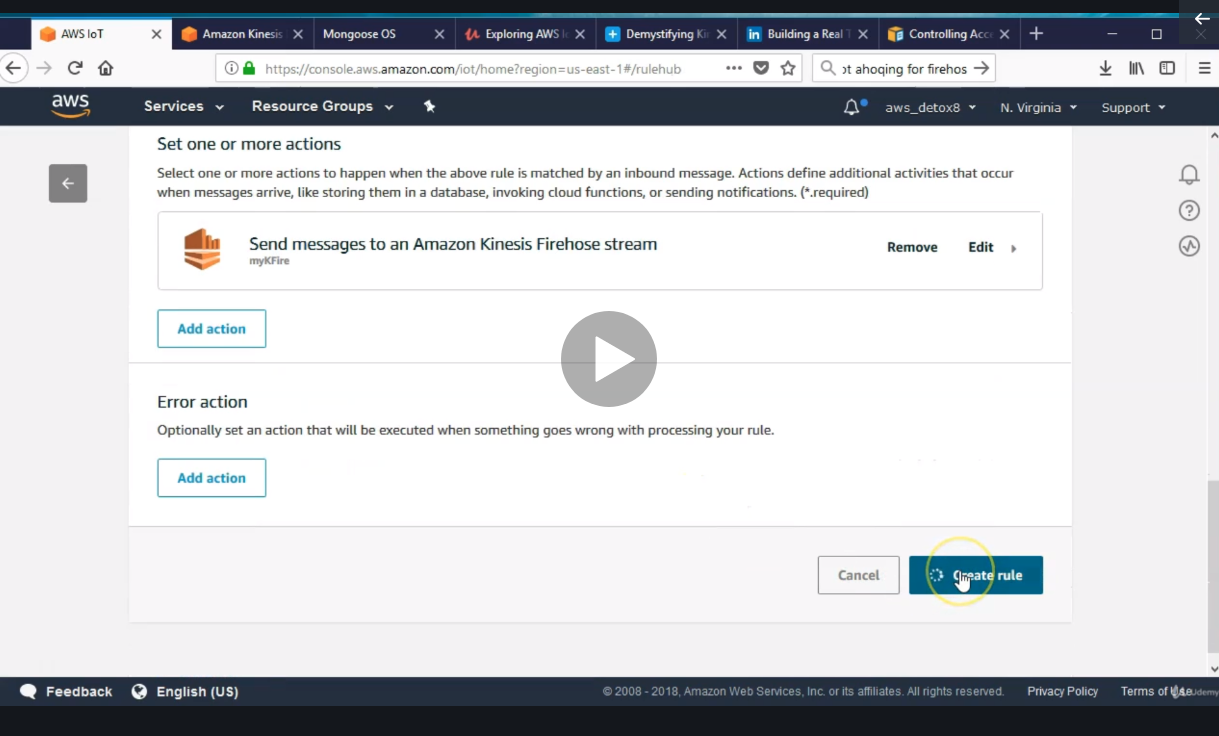 AWS IoT
Amazon Kinesis
Mongoose OS
Exploring AWS Io
Demystifying Kin
in Building a Real T
Controlling Acce
https://console.aws.amazon.com/iot/home?region=us-east-1#/rulehub
ot ahoqing for firehos
aws Services Resource Groups aws_detox8 N. Virginia Support
Set one or more actions
Select one or more actions to happen when the above rule is matched by an inbound message. Actions define additional activities that occur
when messages arrive, like storing them in a database, invoking cloud functions, or sending notifications. (*.required)
Send messages to an Amazon Kinesis Firehose stream
myKFire
Remove Edit
Add action
Error action
Optionally set an action that will be executed when something goes wrong with processing your rule.
Add action
Cancel Create rule
Feedback English (US) © 2008 - 2018, Amazon Web Services, Inc. or its affiliates. All rights reserved. Privacy Policy Terms of Use
Udemy